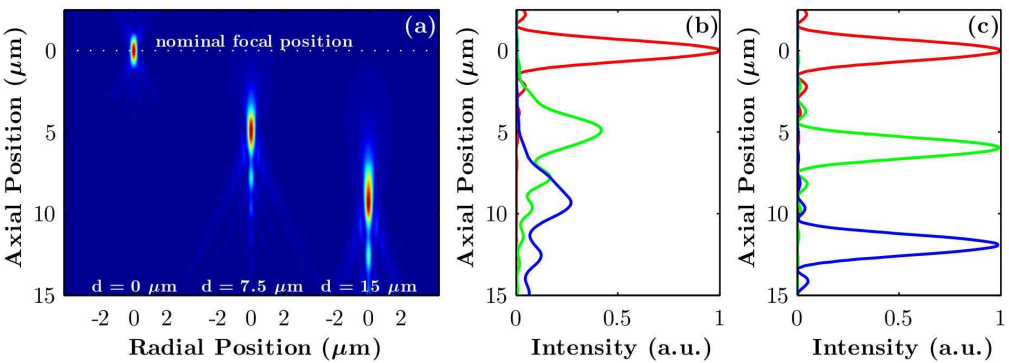 (a)
nominal focal position
0
5
10
15
Axial Position (μm)
d = 0 μm
d = 7.5 μm
d = 15 μm
-2 0 2 -2 0 2 -2 0 2
Radial Position (μm)
(b)
0
5
10
15
Axial Position (μm)
0 0.5 1
Intensity (a.u.)
(c)
0
5
10
15
Axial Position (μm)
0 0.5 1
Intensity (a.u.)